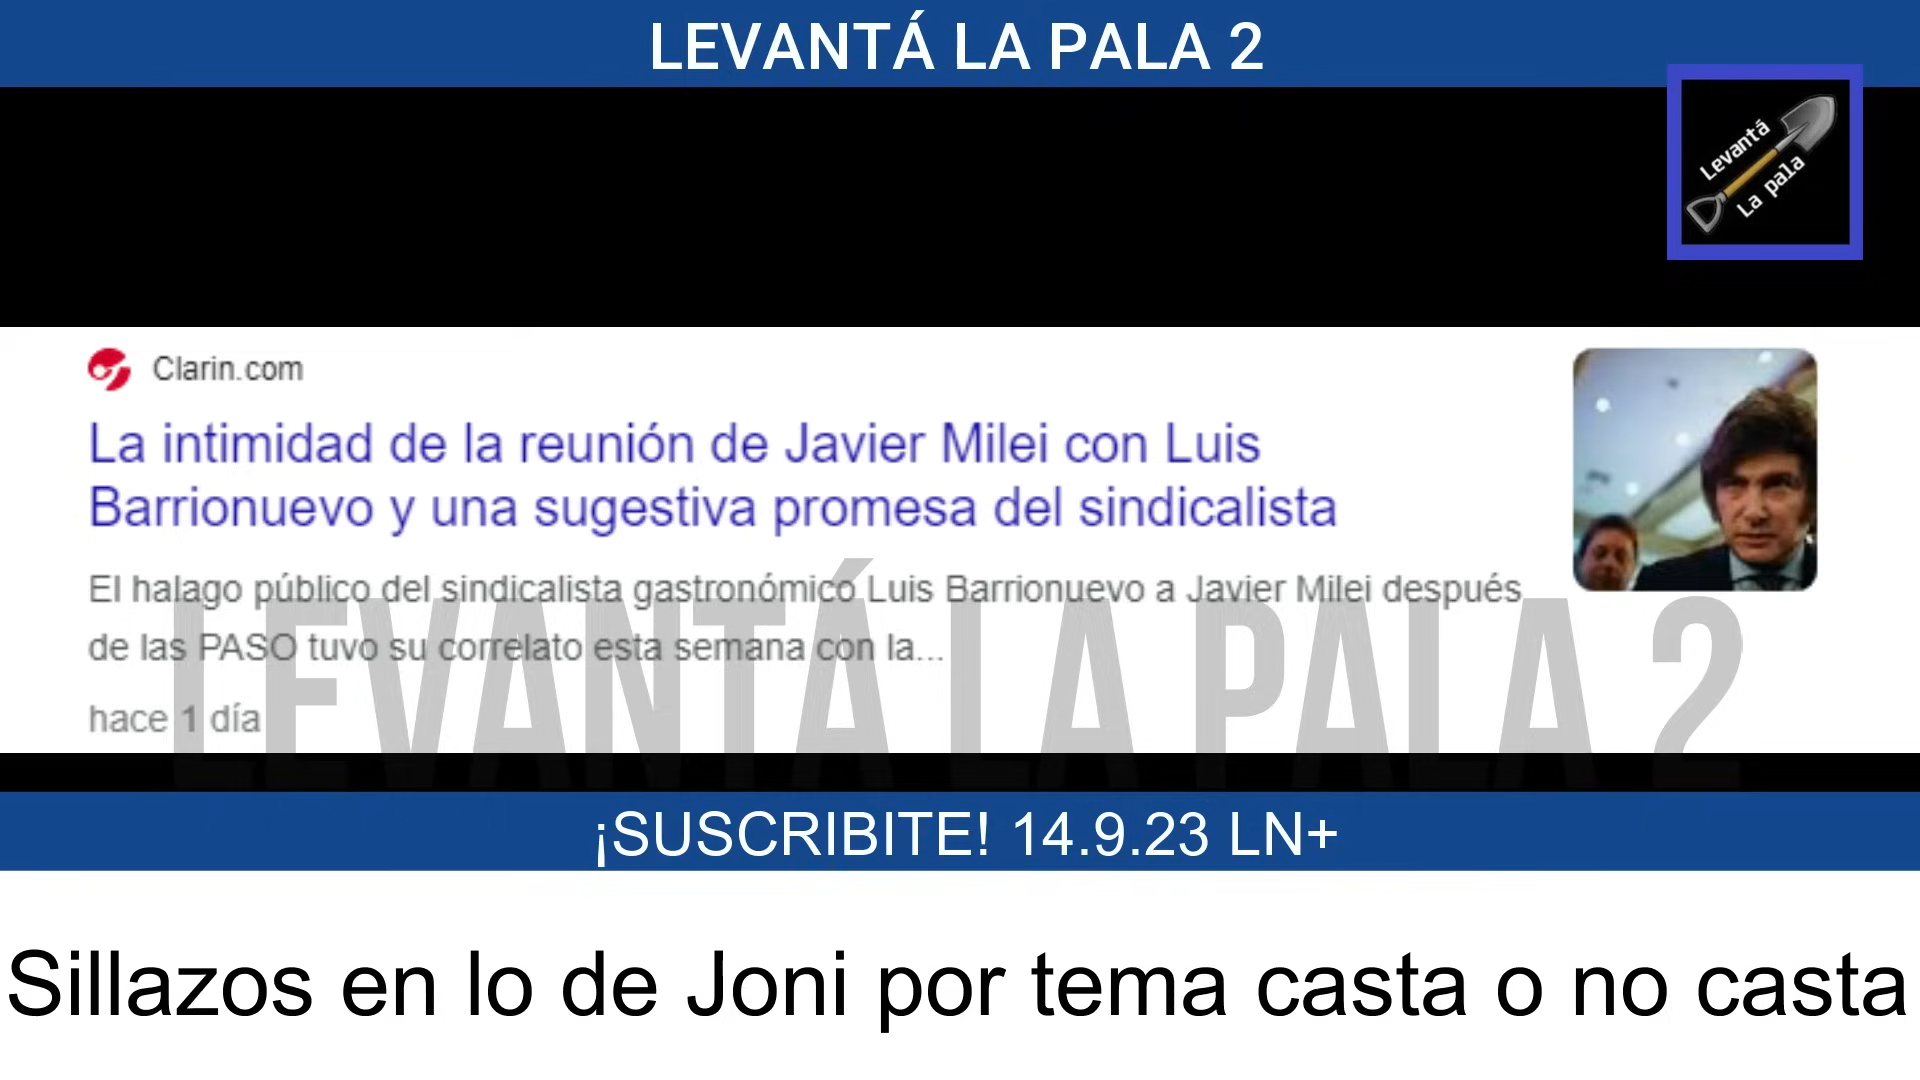 LEVANTÁ LA PALA 2
Levantá
La pala
Clarin.com
La intimidad de la reunión de Javier Milei con Luis
Barrionuevo y una sugestiva promesa del sindicalista
El halago público del sindicalista gastronómico Luis Barrionuevo a Javier Milei después
de las PASO tuvo su correlato esta semana con la...
hace 1 día
LEVANTÁ LA PALA 2
¡SUSCRIBITE! 14.9.23 LN+
Sillazos en lo de Joni por tema casta o no casta